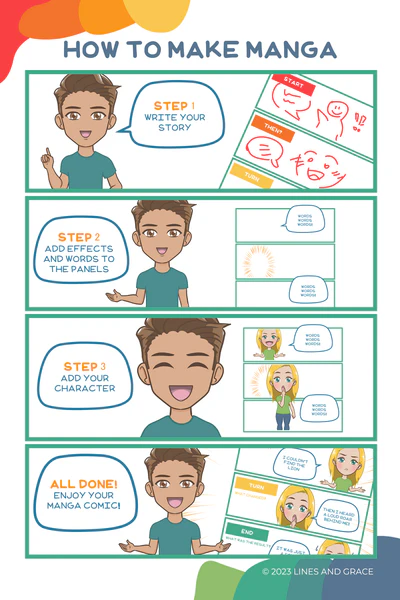 HOW TO MAKE MANGA
STEP 1
WRITE YOUR
STORY
START
THEN?
TURN
STEP 2
ADD EFFECTS
AND WORDS TO
THE PANELS
WORDS,
WORDS,
WORDS!
WORDS,
WORDS,
WORDS!
STEP 3
ADD YOUR
CHARACTER
WORDS,
WORDS,
WORDS!
WORDS,
WORDS,
WORDS!
ALL DONE!
ENJOY YOUR
MANGA COMIC!
I COULDN'T
FIND THE
LION
TURN
THEN I HEARD
A LOUD ROAR
BEHIND ME!
END
IT WAS JUST
© 2023 LINES AND GRACE